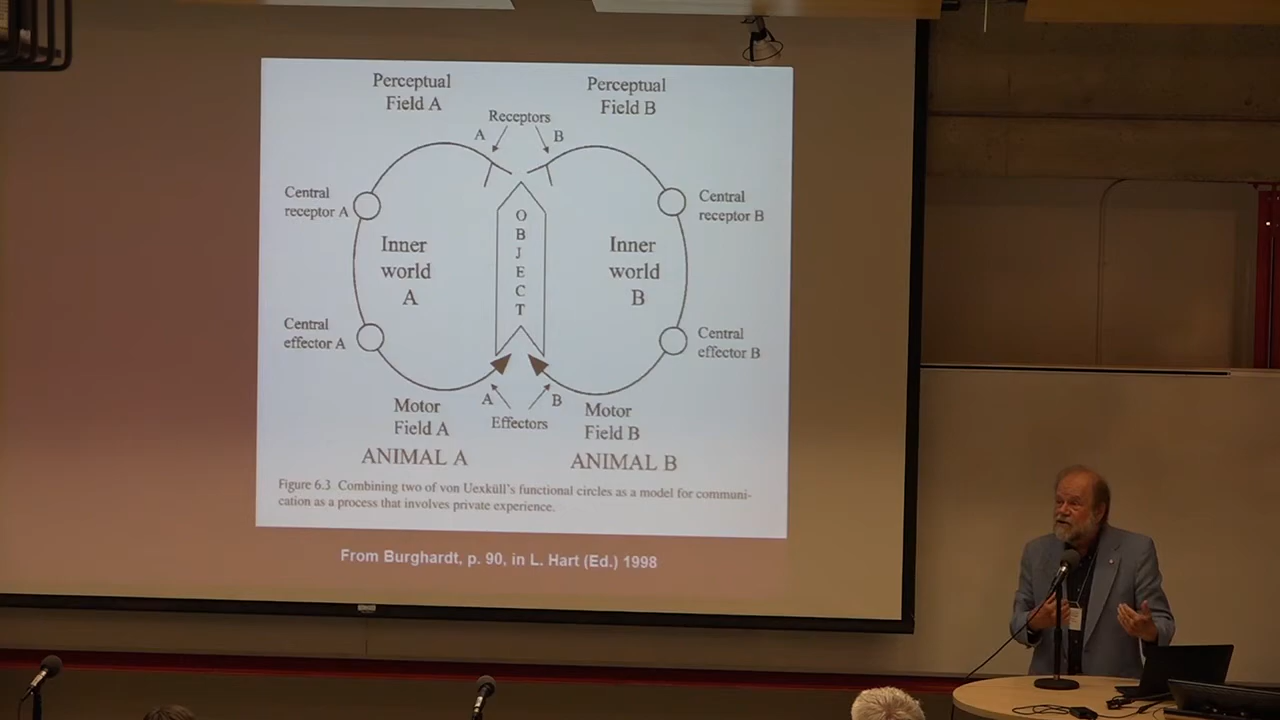 Perceptual
Field A
Perceptual
Field B
Receptors
A
B
Central
receptor A
Central
receptor B
Inner
world
A
O
B
J
E
C
T
Inner
world
B
Central
effector A
Central
effector B
A
B
Effectors
Motor
Field A
Motor
Field B
ANIMAL A
ANIMAL B
Figure 6.3 Combining two of von Uexküll's functional circles as a model for communi-
cation as a process that involves private experience.
From Burghardt, p. 90, in L. Hart (Ed.) 1998